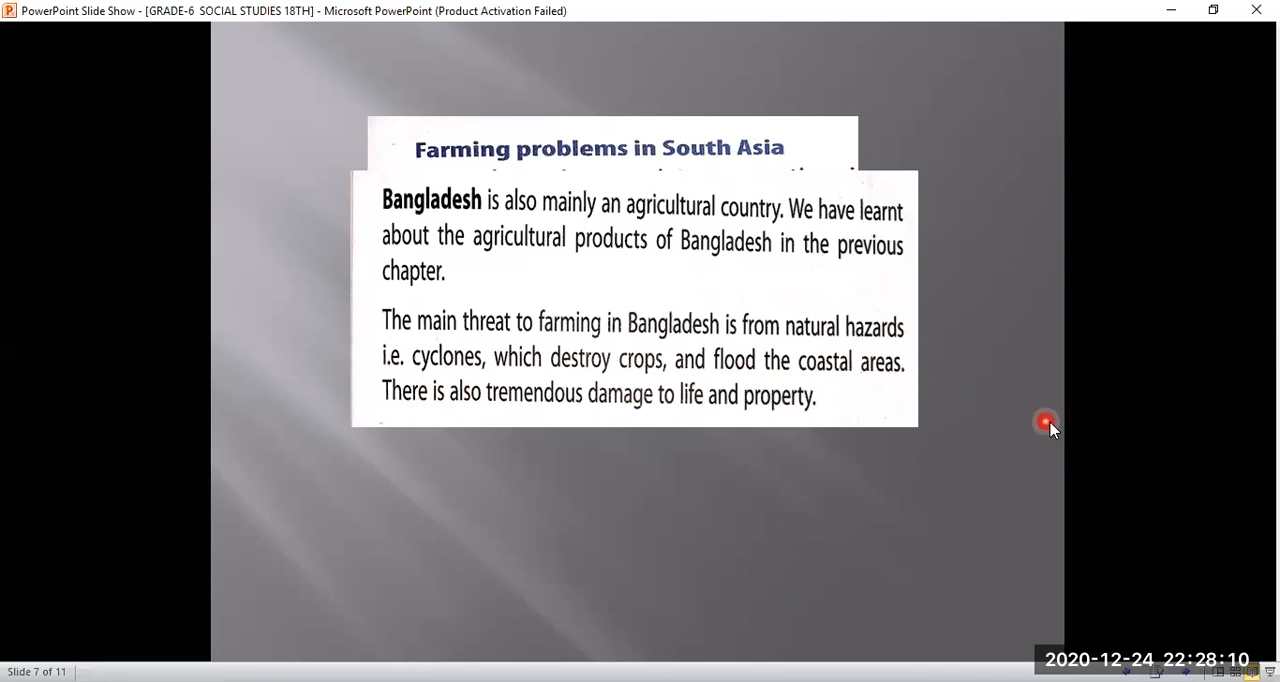 PowerPoint Slide Show - [GRADE-6 SOCIAL STUDIES 18TH] - Microsoft PowerPoint (Product Activation Failed)
Farming problems in South Asia
Bangladesh is also mainly an agricultural country. We have learnt
about the agricultural products of Bangladesh in the previous
chapter.
The main threat to farming in Bangladesh is from natural hazards
i.e. cyclones, which destroy crops, and flood the coastal areas.
There is also tremendous damage to life and property.
2020-12-24 22:28:10
Slide 7 of 11